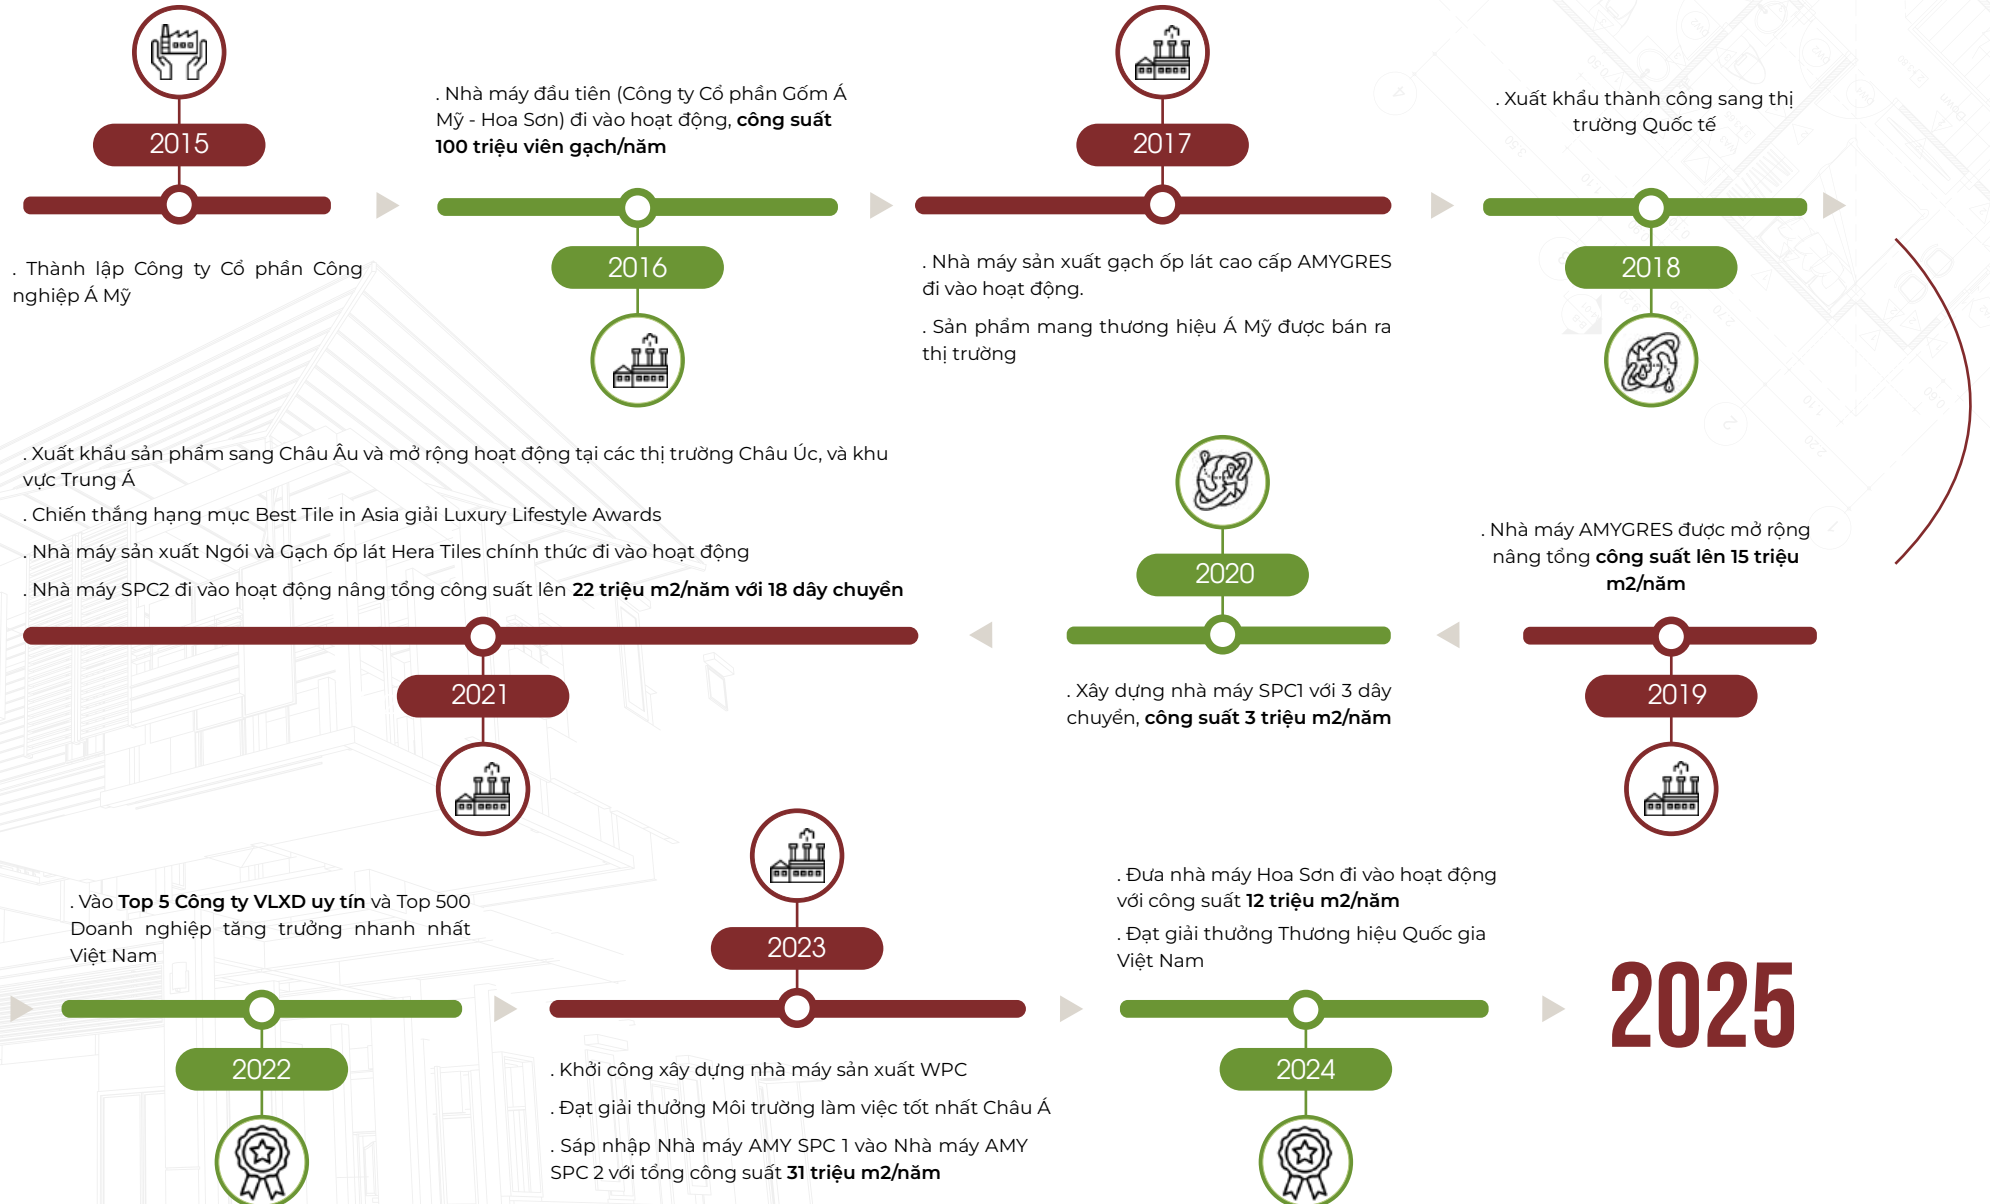 2015
. Thành lập Công ty Cổ phần Công
nghiệp Á Mỹ
. Nhà máy đầu tiên (Công ty Cổ phần Gốm Á
Mỹ - Hoa Sơn) đi vào hoạt động, công suất
100 triệu viên gạch/năm
2016
2017
. Nhà máy sản xuất gạch ốp lát cao cấp AMYGRES
đi vào hoạt động.
. Sản phẩm mang thương hiệu Á Mỹ được bán ra
thị trường
. Xuất khẩu thành công sang thị
trường Quốc tế
2018
. Nhà máy AMYGRES được mở rộng
nâng tổng công suất lên 15 triệu
m2/năm
2019
2020
. Xây dựng nhà máy SPC1 với 3 dây
chuyền, công suất 3 triệu m2/năm
. Xuất khẩu sản phẩm sang Châu Âu và mở rộng hoạt động tại các thị trường Châu Úc, và khu
vực Trung Á
. Chiến thắng hạng mục Best Tile in Asia giải Luxury Lifestyle Awards
. Nhà máy sản xuất Ngói và Gạch ốp lát Hera Tiles chính thức đi vào hoạt động
. Nhà máy SPC2 đi vào hoạt động nâng tổng công suất lên 22 triệu m2/năm với 18 dây chuyền
2021
. Vào Top 5 Công ty VLXD uy tín và Top 500
Doanh nghiệp tăng trưởng nhanh nhất
Việt Nam
2022
2023
. Khởi công xây dựng nhà máy sản xuất WPC
. Đạt giải thưởng Môi trường làm việc tốt nhất Châu Á
. Sáp nhập Nhà máy AMY SPC 1 vào Nhà máy AMY
SPC 2 với tổng công suất 31 triệu m2/năm
. Đưa nhà máy Hoa Sơn đi vào hoạt động
với công suất 12 triệu m2/năm
. Đạt giải thưởng Thương hiệu Quốc gia
Việt Nam
2024
2025